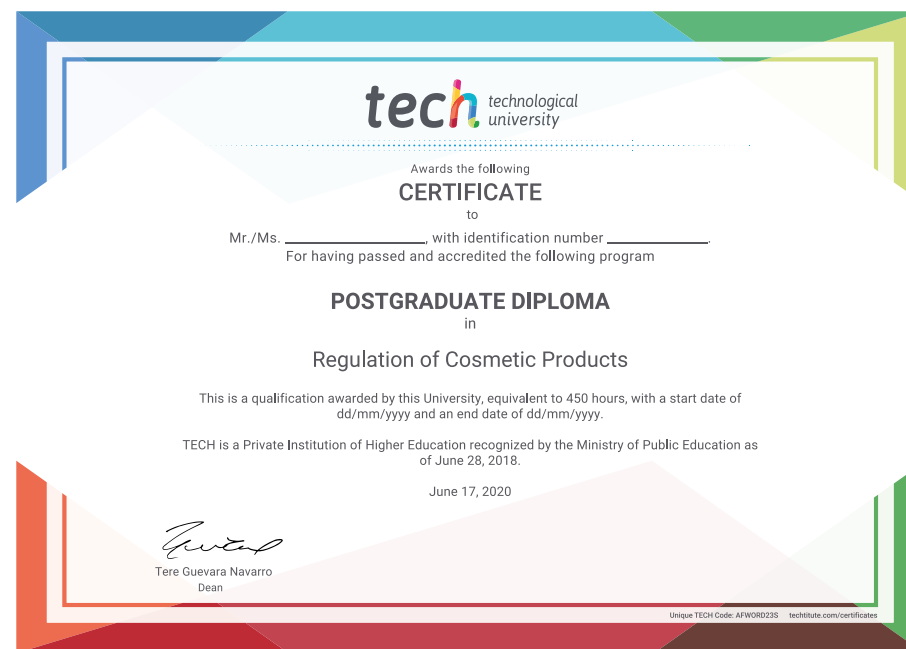 tech technological
university
Awards the following
CERTIFICATE
to
Mr./Ms. ____________________, with identification number ______________.
For having passed and accredited the following program
POSTGRADUATE DIPLOMA
in
Regulation of Cosmetic Products
This is a qualification awarded by this University, equivalent to 450 hours, with a start date of
dd/mm/yyyy and an end date of dd/mm/yyyy.
TECH is a Private Institution of Higher Education recognized by the Ministry of Public Education as
of June 28, 2018.
June 17, 2020
Tere Guevara Navarro
Dean
Unique TECH Code: AFWORD23S techtitute.com/certificates